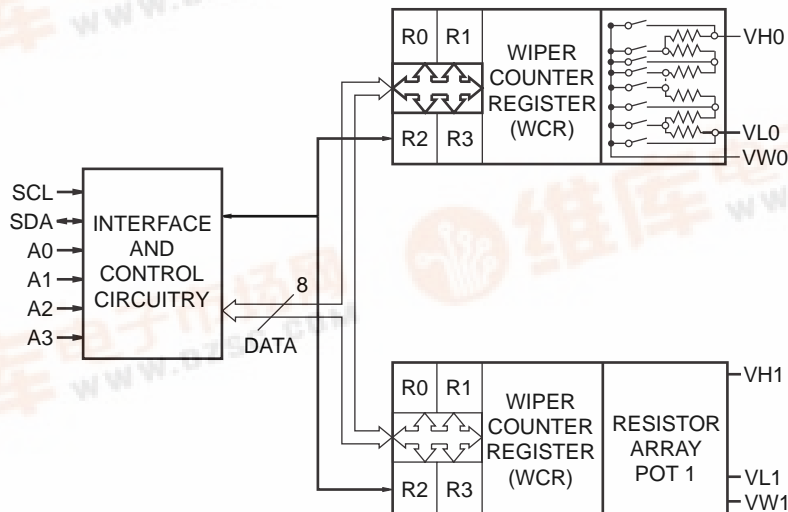 R0 R1
R2 R3
WIPER
COUNTER
REGISTER
(WCR)
VH0
VL0
VW0
SCL
SDA
A0
A1
A2
A3
INTERFACE
AND
CONTROL
CIRCUITRY
8
DATA
R0 R1
R2 R3
WIPER
COUNTER
REGISTER
(WCR)
RESISTOR
ARRAY
POT 1
VH1
VL1
VW1
维库